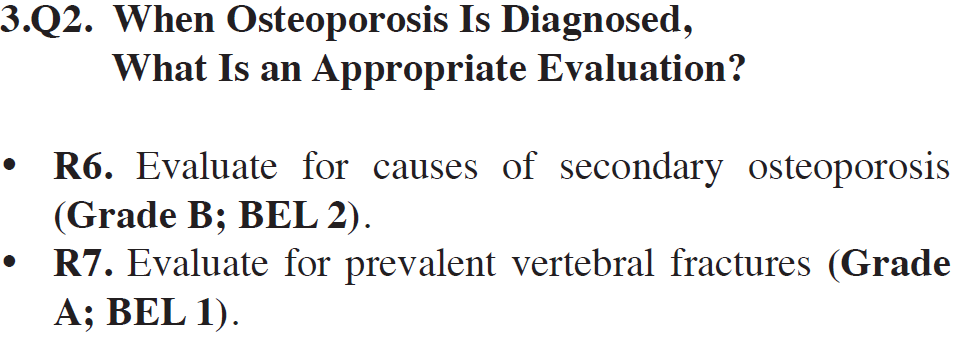 3.Q2. When Osteoporosis Is Diagnosed,
What Is an Appropriate Evaluation?
• R6. Evaluate for causes of secondary osteoporosis
(Grade B; BEL 2).
• R7. Evaluate for prevalent vertebral fractures (Grade
A; BEL 1).